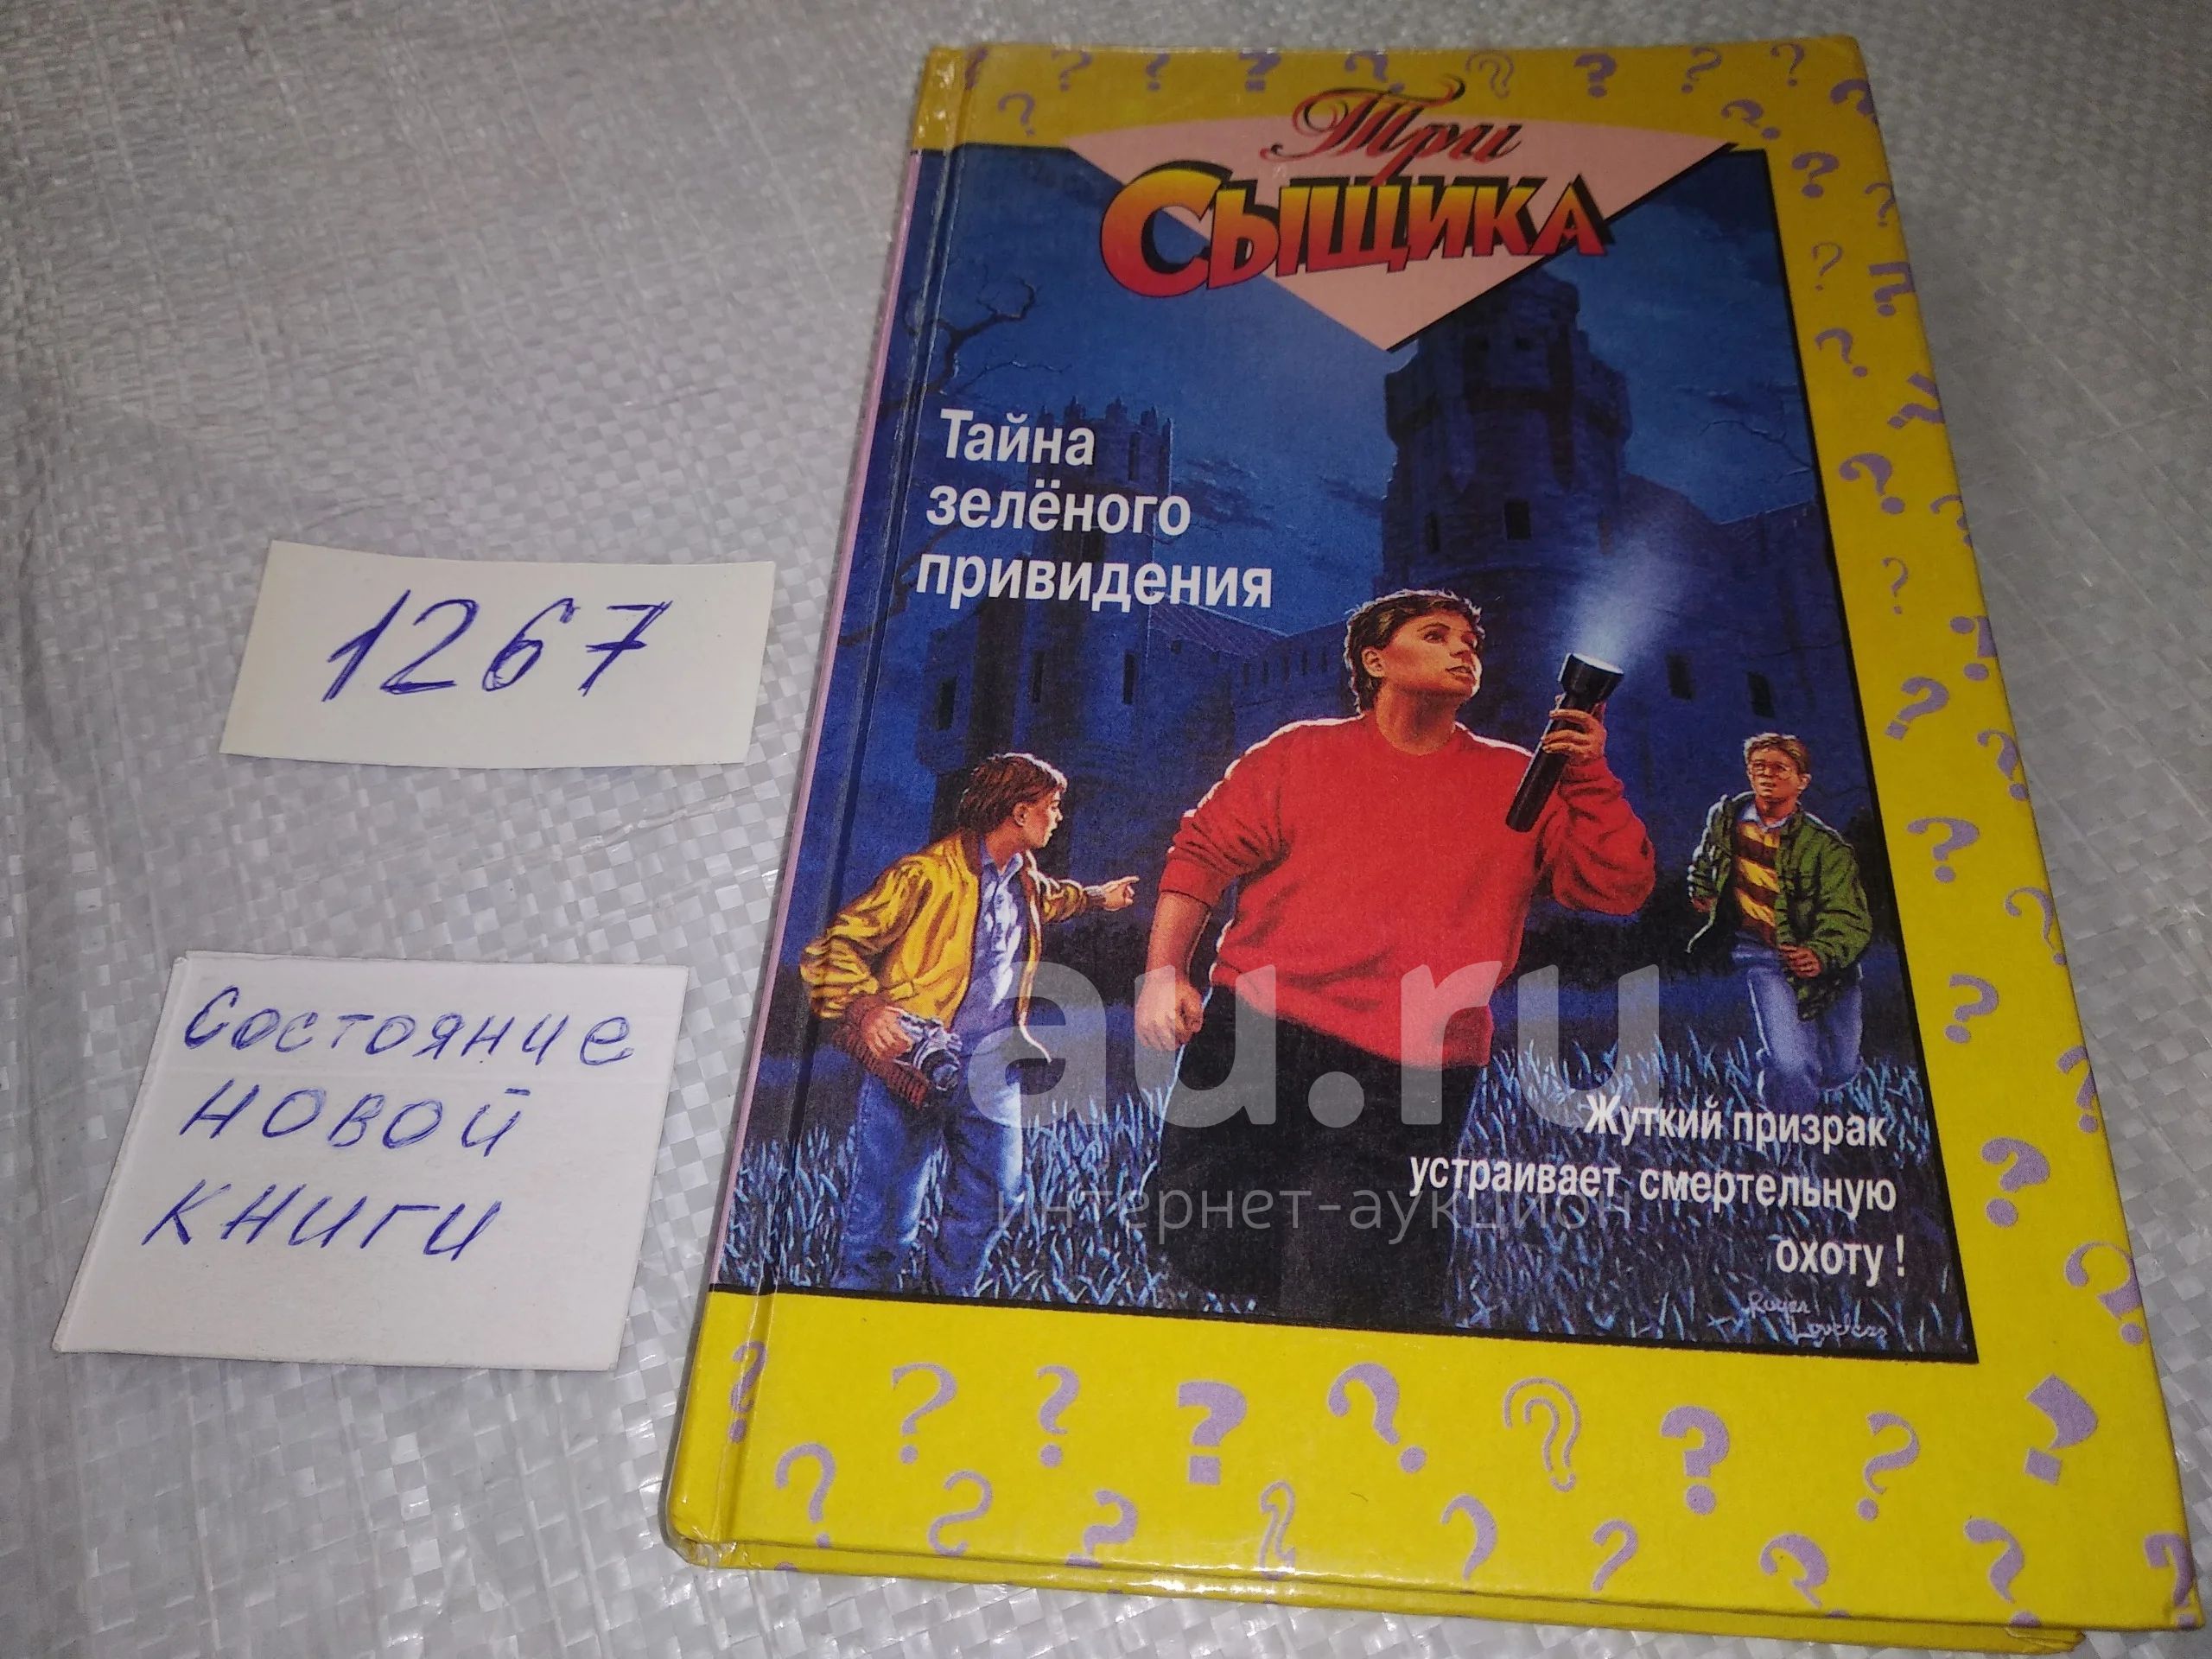 Три
Сыщика
Тайна
зелёного
привидения
1267
Состояние
новой
книги
au.ru
интернет-аукцион
Жуткий призрак
устраивает смертельную
охоту !